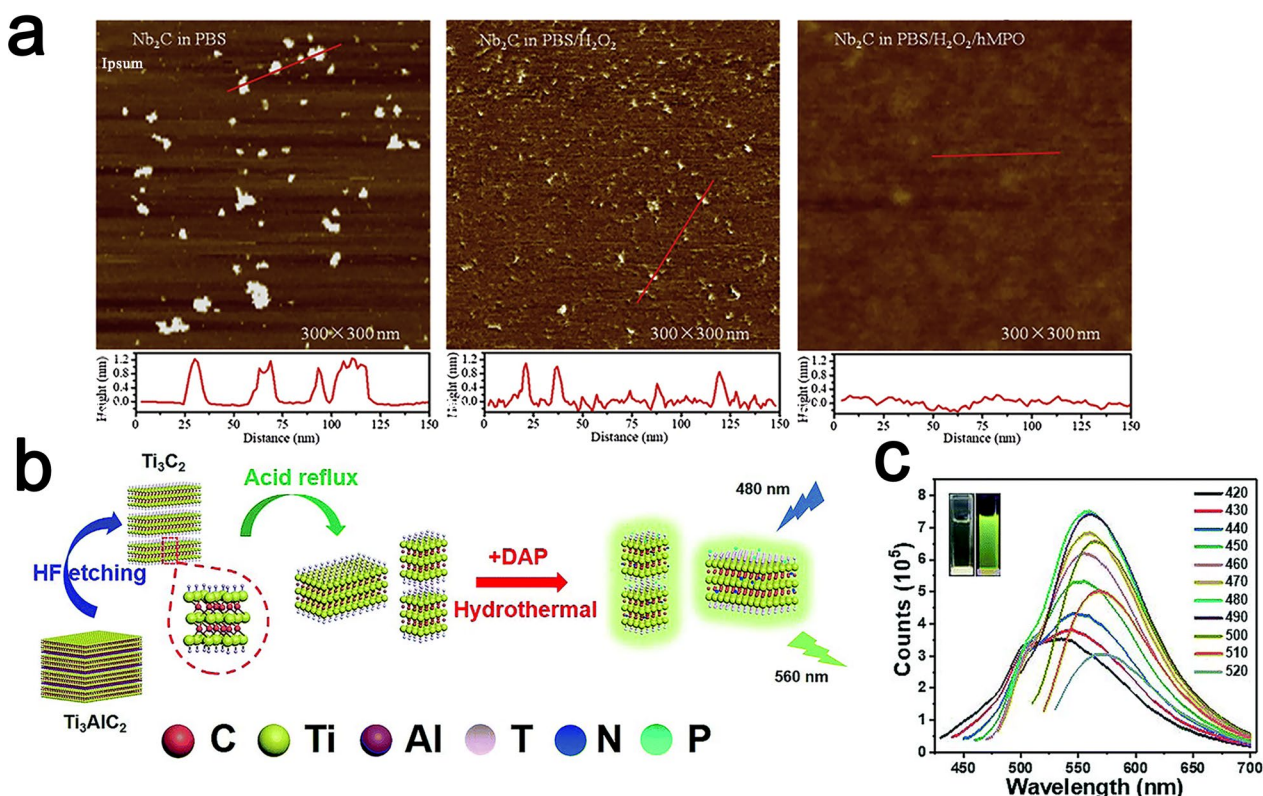 a
Nb₂C in PBS
Ipsum
300×300 nm
Nb₂C in PBS/H₂O₂
300×300 nm
Nb₂C in PBS/H₂O₂/hMPO
300×300 nm
Height (nm)
1.2
0.8
0.4
0.0
0 25 50 75 100 125 150
Distance (nm)
Height (nm)
1.2
0.8
0.4
0.0
0 25 50 75 100 125 150
Distance (nm)
Height (nm)
1.2
0.8
0.4
0.0
0 25 50 75 100 125 150
Distance (nm)
b
Ti₃C₂
Acid reflux
HF etching
Ti₃AlC₂
+DAP
Hydrothermal
480 nm
560 nm
C Ti Al T N P
c
Counts (10⁵)
8
7
6
5
4
3
2
1
0
450 500 550 600 650 700
Wavelength (nm)
420
430
440
450
460
470
480
490
500
510
520